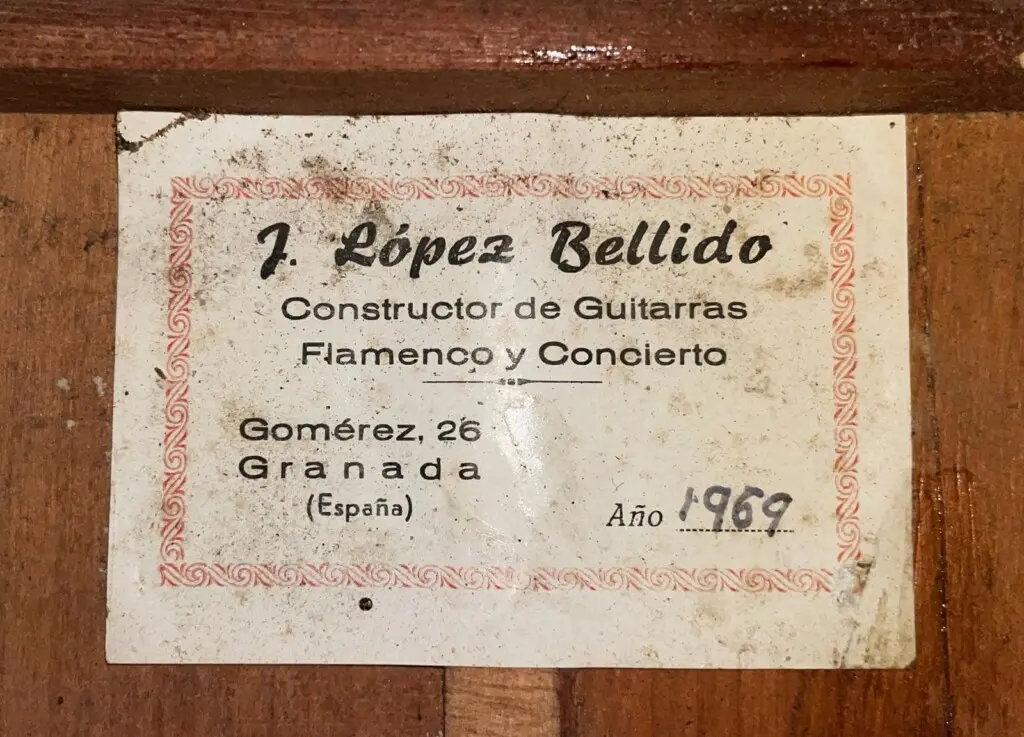 J. López Bellido
Constructor de Guitarras
Flamenco y Concierto
Gomérez, 26
Granada
(España)
Año 1969